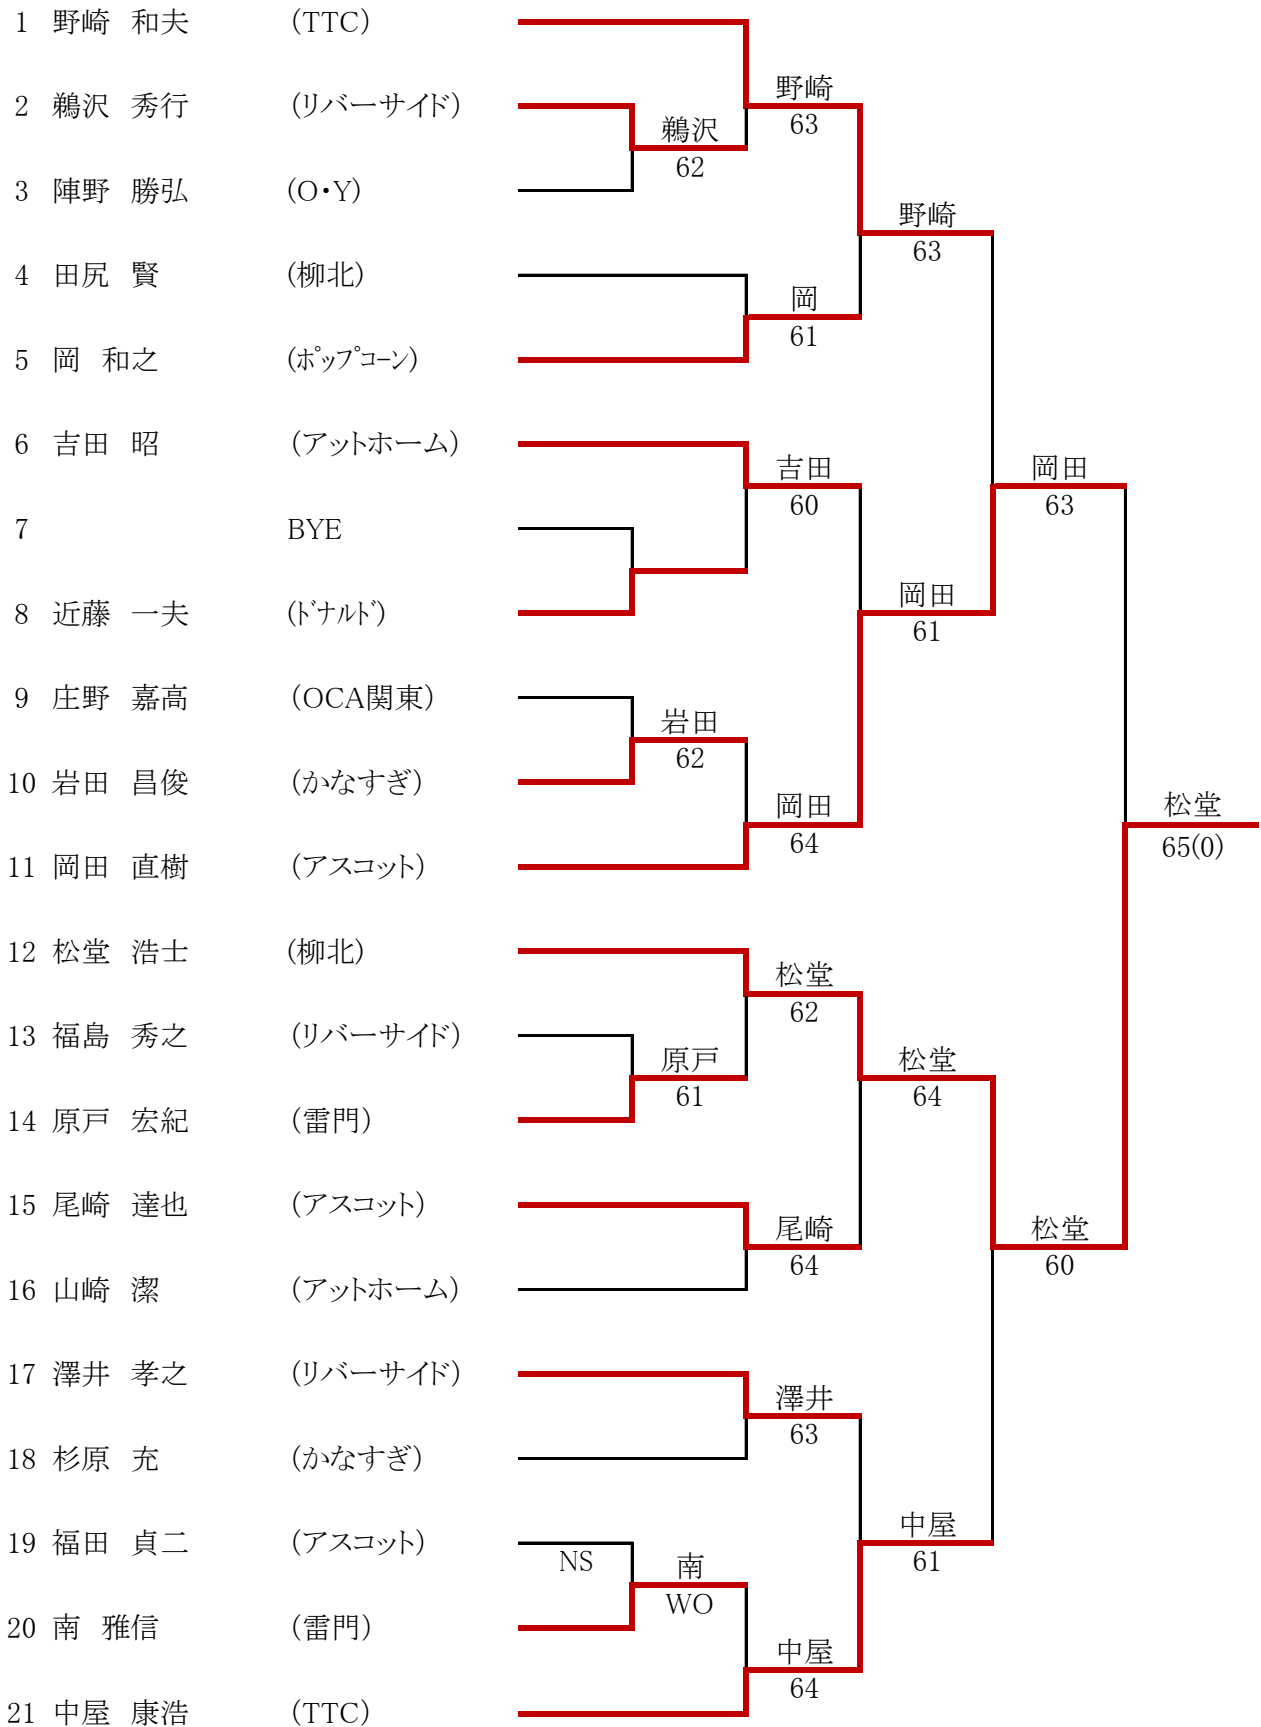 1 野崎 和夫 (TTC)
野崎
2 鵜沢 秀行 (リバーサイド)
63
鵜沢
62
3 陣野 勝弘 (O・Y)
野崎
63
4 田尻 賢 (柳北)
岡
61
5 岡 和之 (ポップコーン)
6 吉田 昭 (アットホーム)
吉田
岡田
60
63
7 BYE
岡田
8 近藤 一夫 (ドナルド)
61
9 庄野 嘉高 (OCA関東)
岩田
62
10 岩田 昌俊 (かなすぎ)
岡田
松堂
64
65(0)
11 岡田 直樹 (アスコット)
12 松堂 浩士 (柳北)
松堂
62
13 福島 秀之 (リバーサイド)
原戸
松堂
61
64
14 原戸 宏紀 (雷門)
15 尾崎 達也 (アスコット)
尾崎
松堂
64
60
16 山崎 潔 (アットホーム)
17 澤井 孝之 (リバーサイド)
澤井
63
18 杉原 充 (かなすぎ)
中屋
19 福田 貞二 (アスコット)
NS
南
61
WO
20 南 雅信 (雷門)
中屋
64
21 中屋 康浩 (TTC)